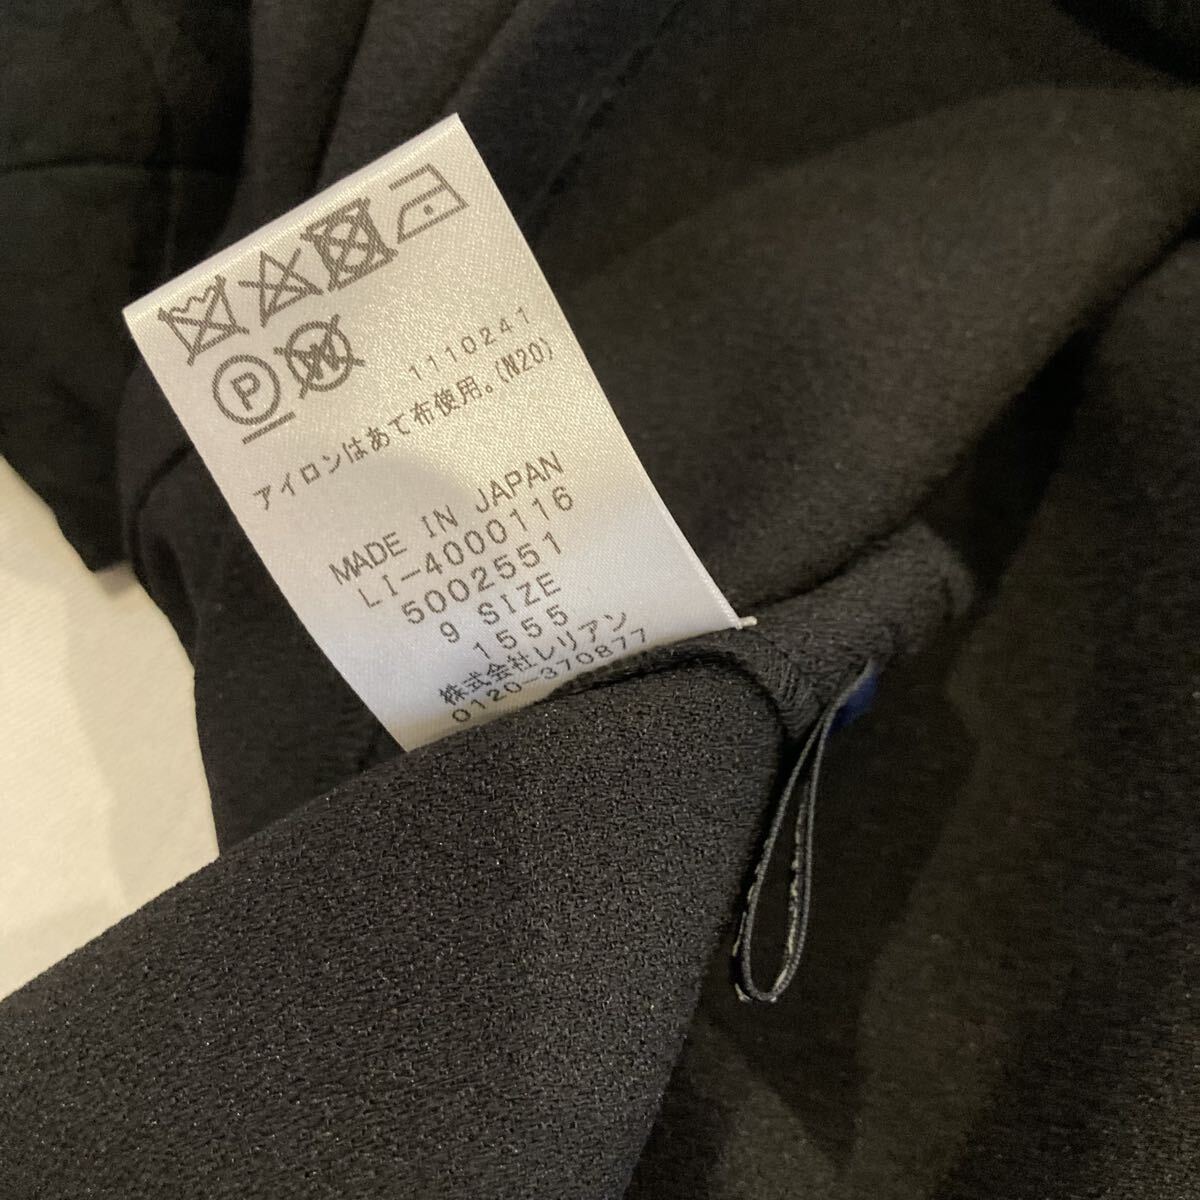 P W
1110241
アイロンはあて布使用。(N20)
MADE IN JAPAN
LI-4000116
5002551
9 SIZE
1555
株式会社レリアン
0120-370877